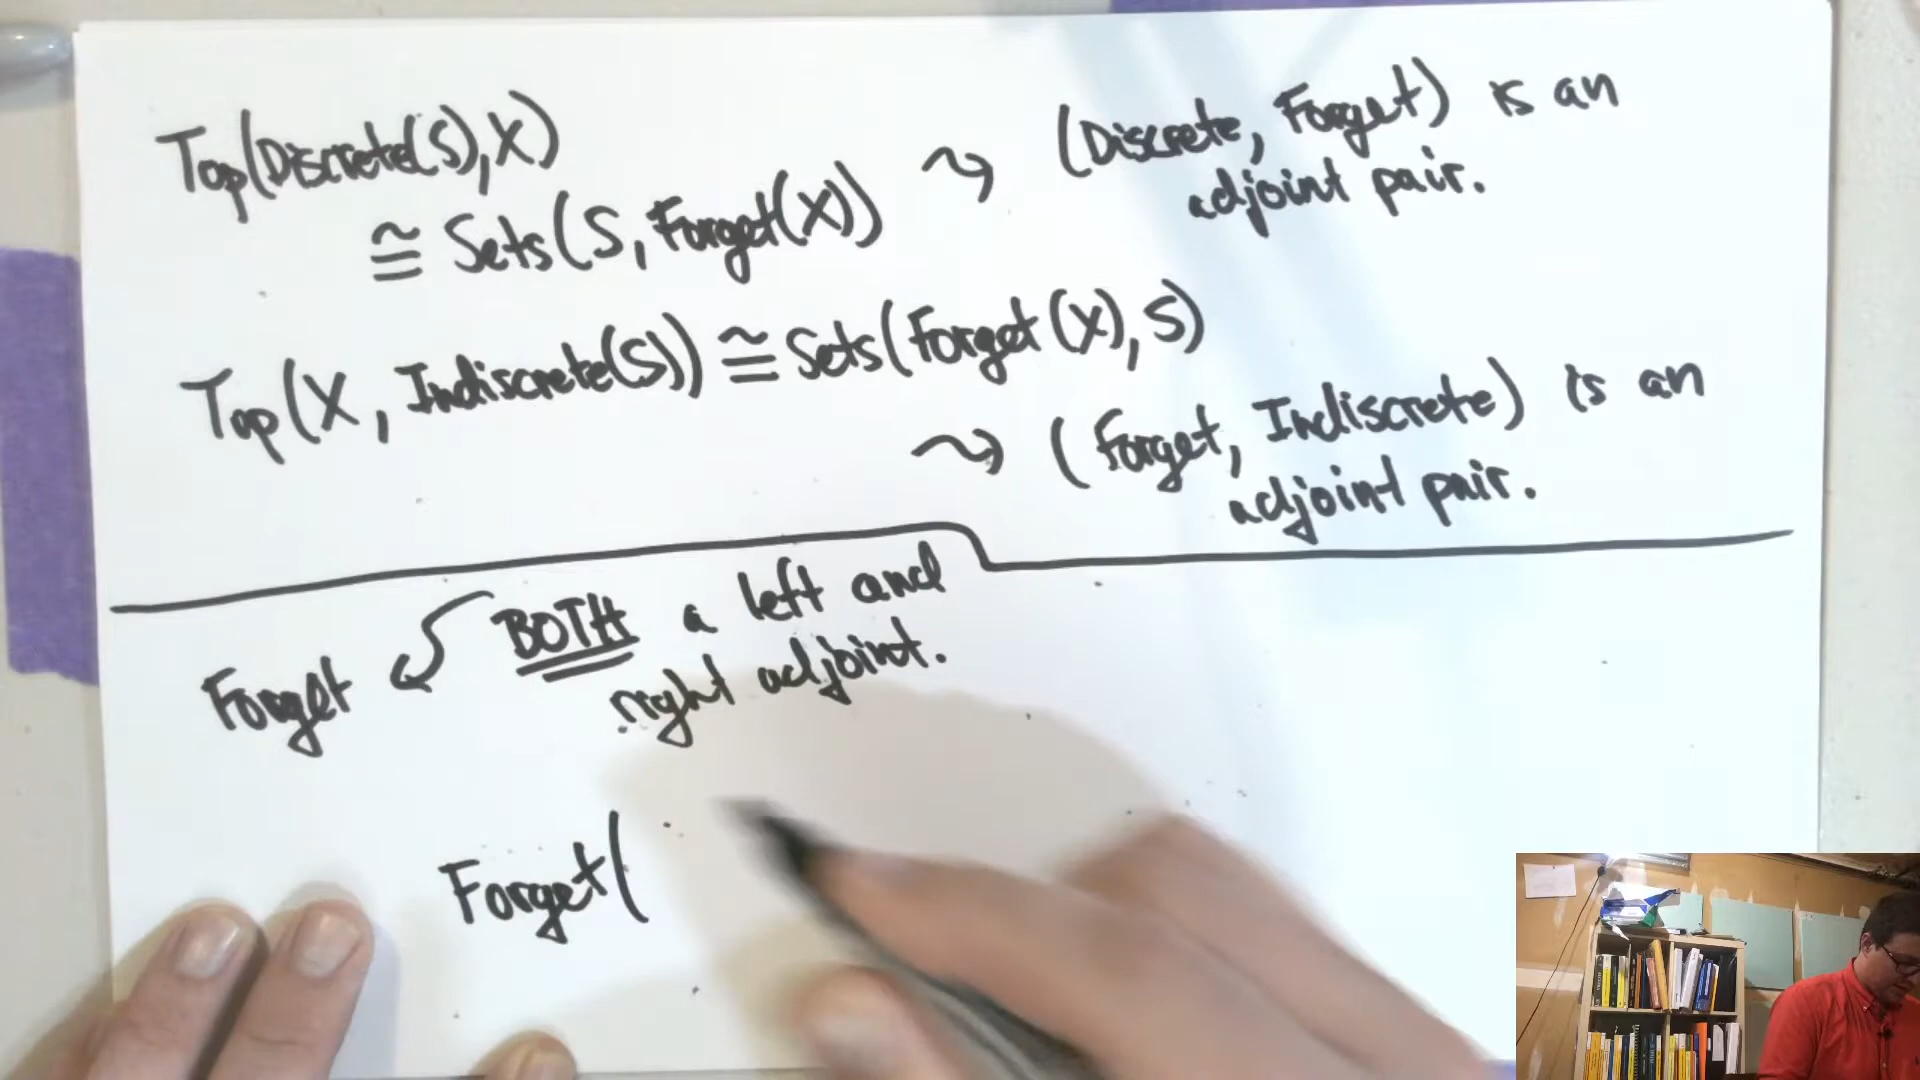 Top(Discrete(S), X)
≅ Sets(S, Forget(X))
⇝ (Discrete, Forget) is an
adjoint pair.
Top(X, Indiscrete(S)) ≅ Sets(Forget(X), S)
⇝ (Forget, Indiscrete) is an
adjoint pair.
Forget BOTH a left and
right adjoint.
Forget(